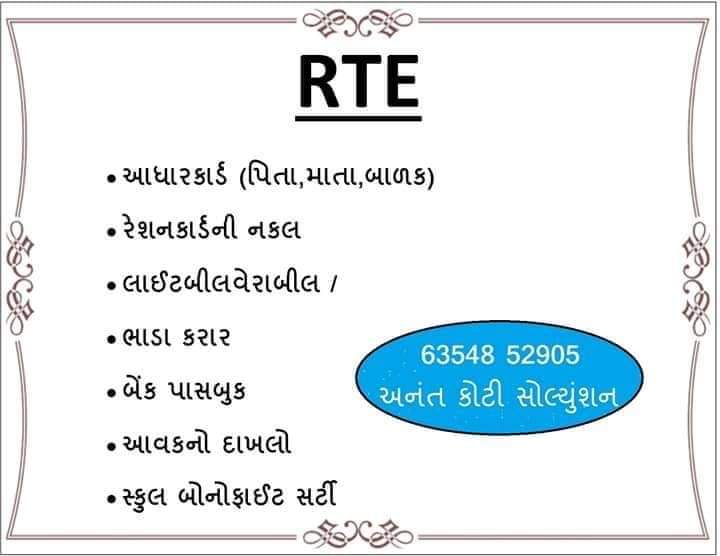 RTE
• આધારકાર્ડ (પિતા,માતા,બાળક)
• રેશનકાર્ડની નકલ
• લાઈટબીલવેરાબીલ /
• ભાડા કરાર
• બેંક પાસબુક
• આવકનો દાખલો
• સ્કુલ બોનોફાઈટ સર્ટી
63548 52905
અનંત કોટી સોલ્યુંશન